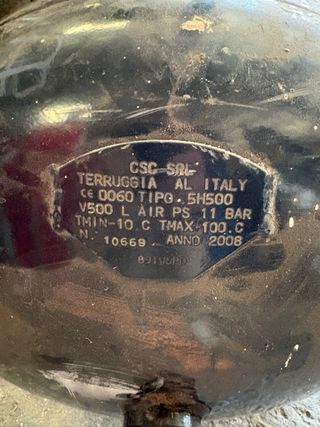 CSC SRL
TERRUGGIA AL ITALY
CE 0060 TIPO.5H500
V500 L AIR PS 11 BAR
TMIN-10.C TMAX+100.C
N. 10669. ANNO 2008